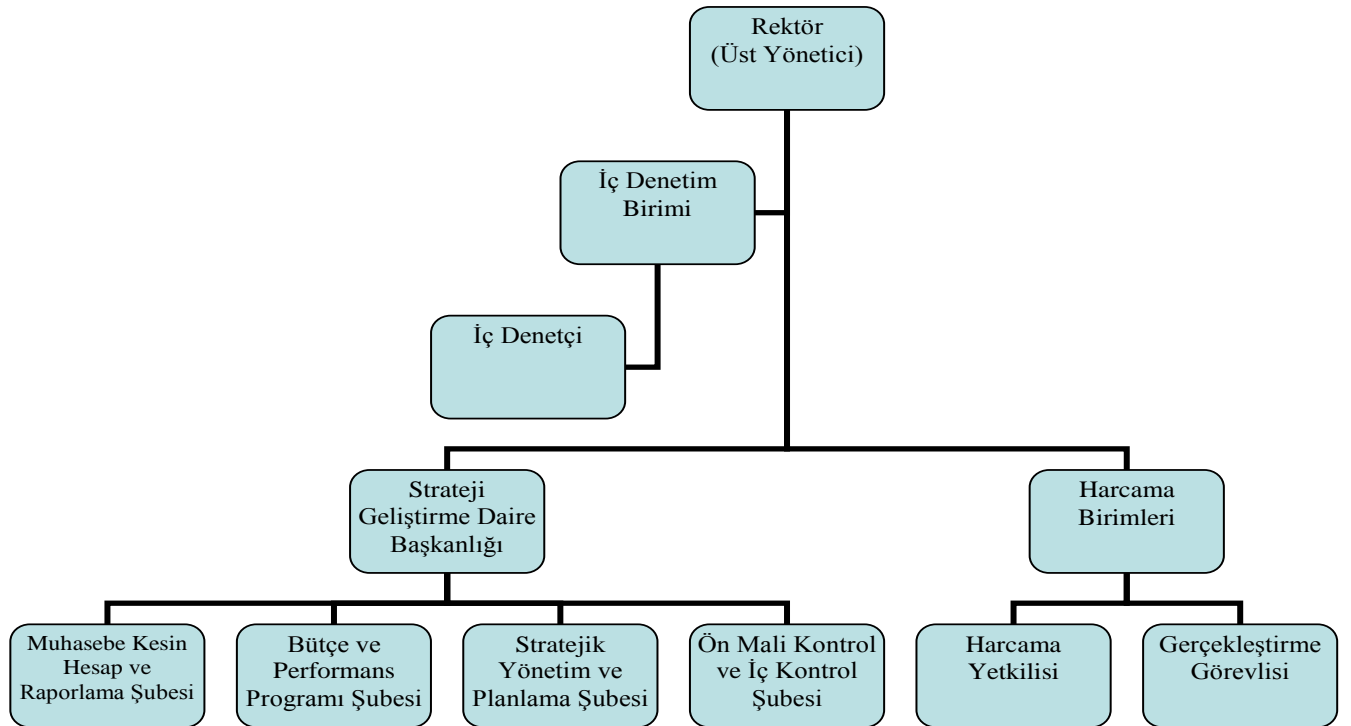 Rektör
(Üst Yönetici)
İç Denetim
Birimi
İç Denetçi
Strateji
Geliştirme Daire
Başkanlığı
Harcama
Birimleri
Muhasebe Kesin
Hesap ve
Raporlama Şubesi
Bütçe ve
Performans
Programı Şubesi
Stratejik
Yönetim ve
Planlama Şubesi
Ön Mali Kontrol
ve İç Kontrol
Şubesi
Harcama
Yetkilisi
Gerçekleştirme
Görevlisi